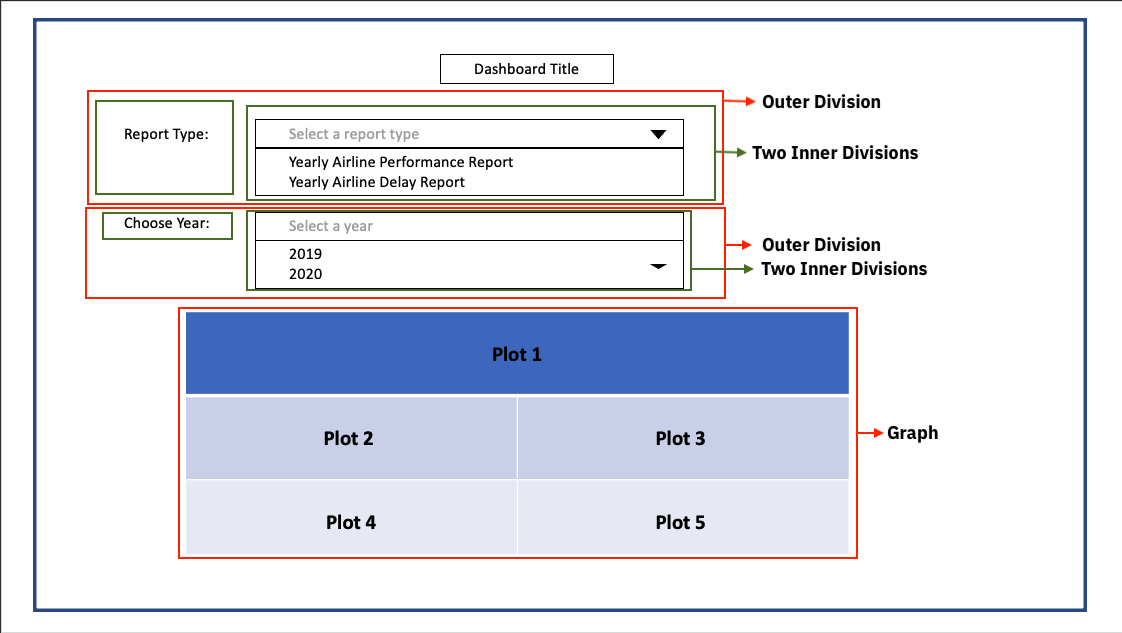 Dashboard Title
Outer Division
Report Type:
Select a report type
Two Inner Divisions
Yearly Airline Performance Report
Yearly Airline Delay Report
Choose Year:
Select a year
Outer Division
2019
2020
Two Inner Divisions
Plot 1
Plot 2
Plot 3
Graph
Plot 4
Plot 5